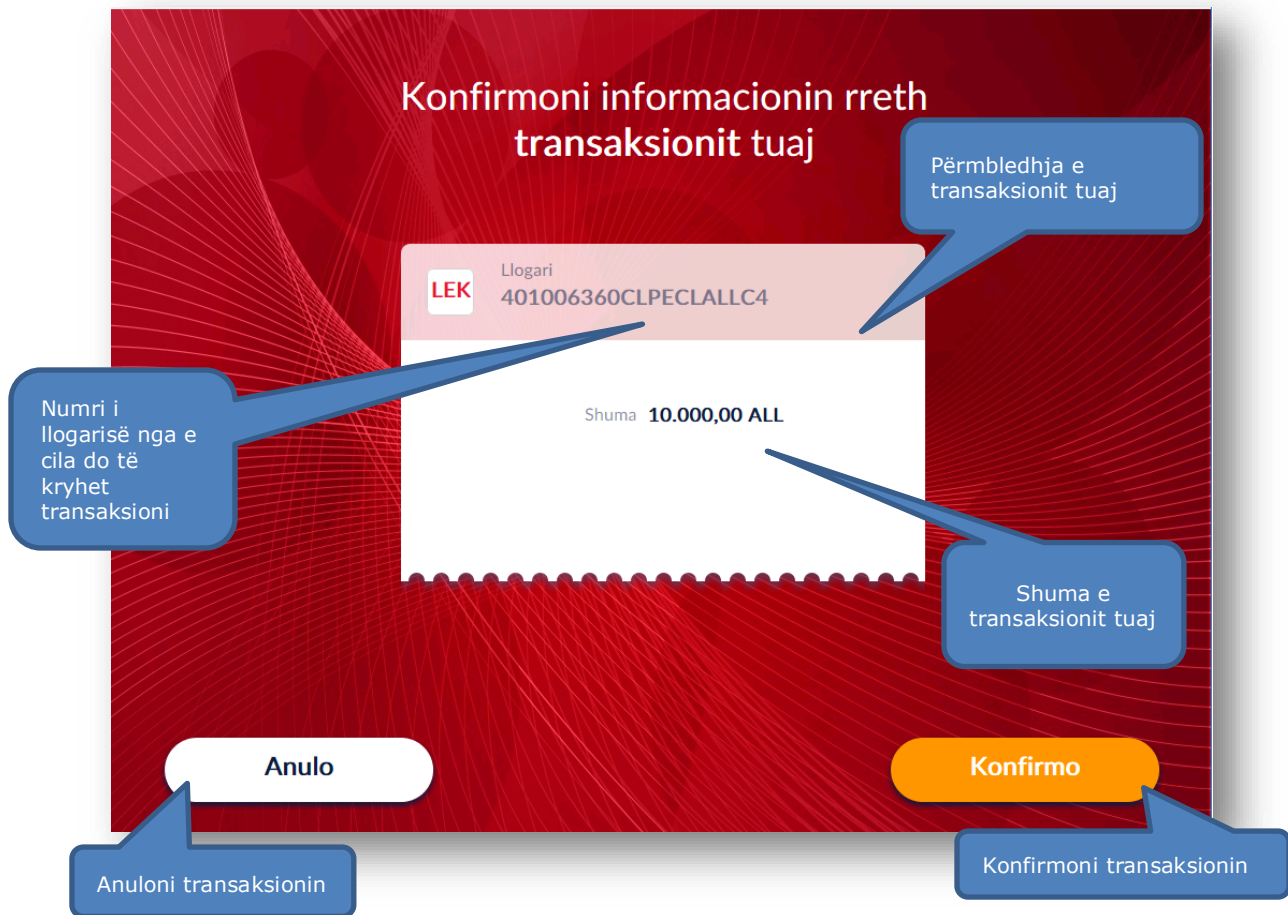 Konfirmoni informacionin rreth
transaksionit tuaj
Përmbledhja e
transaksionit tuaj
LEK
Llogari
401006360CLPECLALLC4
Numri i
llogarisë nga e
cila do të
kryhet
transaksioni
Shuma 10.000,00 ALL
Shuma e
transaksionit tuaj
Anulo
Konfirmo
Anuloni transaksionin
Konfirmoni transaksionin